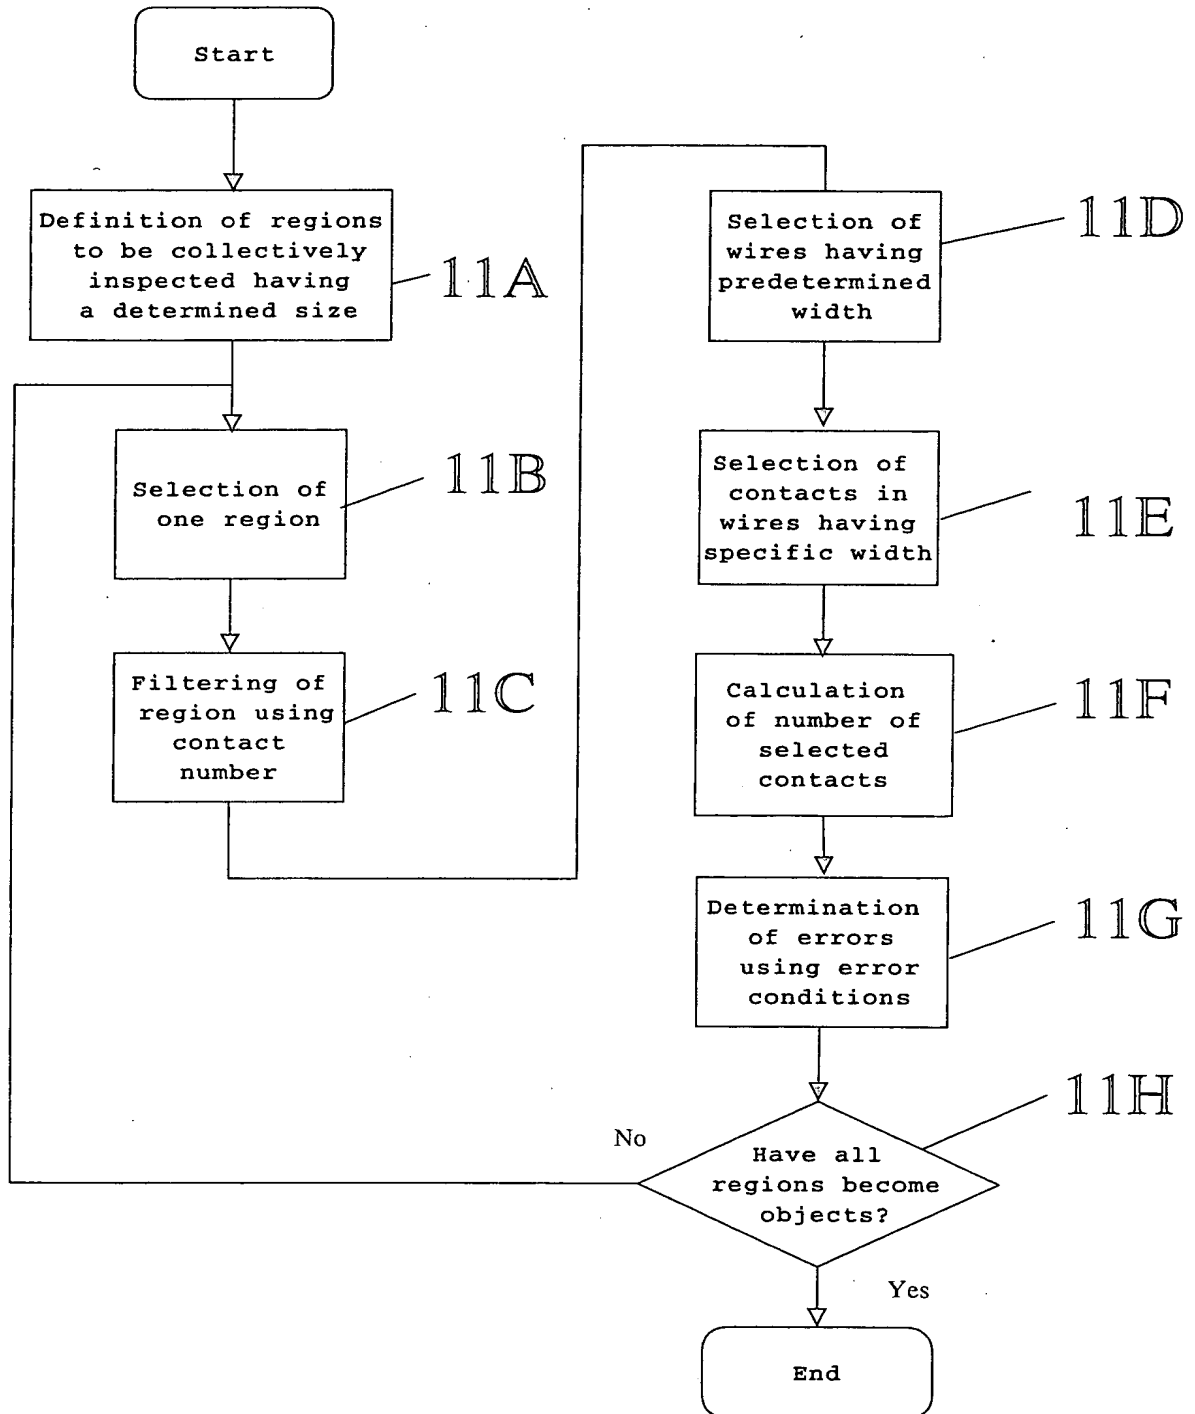 Start
Definition of regions
to be collectively
inspected having
a determined size
11A
Selection of
one region
11B
Filtering of
region using
contact
number
11C
Selection of
wires having
predetermined
width
11D
Selection of
contacts in
wires having
specific width
11E
Calculation
of number of
selected
contacts
11F
Determination
of errors
using error
conditions
11G
Have all
regions become
objects?
11H
No
Yes
End